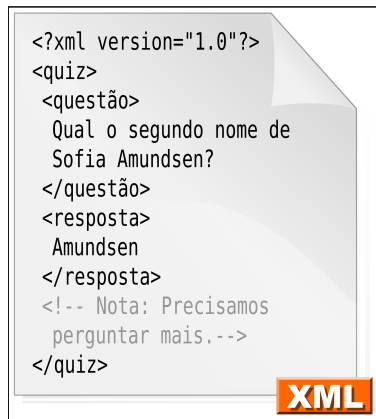 <?xml version="1.0"?>
<quiz>
<questão>
Qual o segundo nome de
Sofia Amundsen?
</questão>
<resposta>
Amundsen
</resposta>
<!-- Nota: Precisamos
perguntar mais.-->
</quiz>
XML